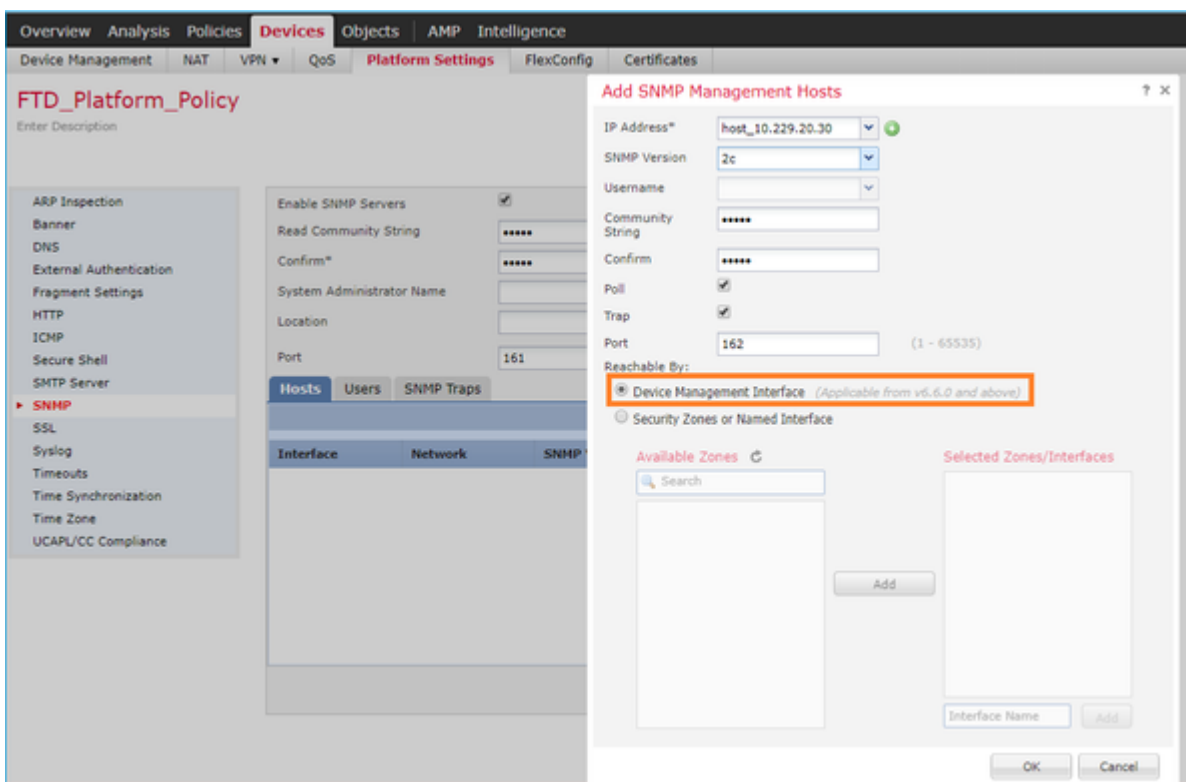 Overview Analysis Policies Devices Objects AMP Intelligence
Device Management NAT VPN ▾ QoS Platform Settings FlexConfig Certificates
FTD_Platform_Policy
Enter Description
ARP Inspection
Banner
DNS
External Authentication
Fragment Settings
HTTP
ICMP
Secure Shell
SMTP Server
SNMP
SSL
Syslog
Timeouts
Time Synchronization
Time Zone
UCAPL/CC Compliance
Enable SNMP Servers
Read Community String •••••
Confirm* •••••
System Administrator Name
Location
Port 161
Hosts Users SNMP Traps
Interface Network SNMP
Add SNMP Management Hosts ? ×
IP Address* host_10.229.20.30
SNMP Version 2c
Username
Community
String •••••
Confirm •••••
Poll
Trap
Port 162 (1 - 65535)
Reachable By:
Device Management Interface (Applicable from v6.6.0 and above)
Security Zones or Named Interface
Available Zones
Search
Add
Selected Zones/Interfaces
Interface Name Add
OK Cancel